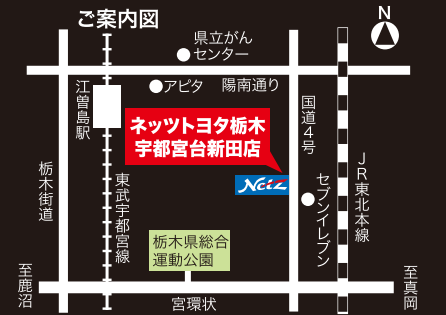 ご案内図
N
県立がん
センター
アピタ
陽南通り
江曽島駅
ネッツトヨタ栃木
宇都宮台新田店
Netz
国道4号
JR東北本線
セブンイレブン
栃木街道
東武宇都宮線
栃木県総合
運動公園
至鹿沼
宮環状
至真岡